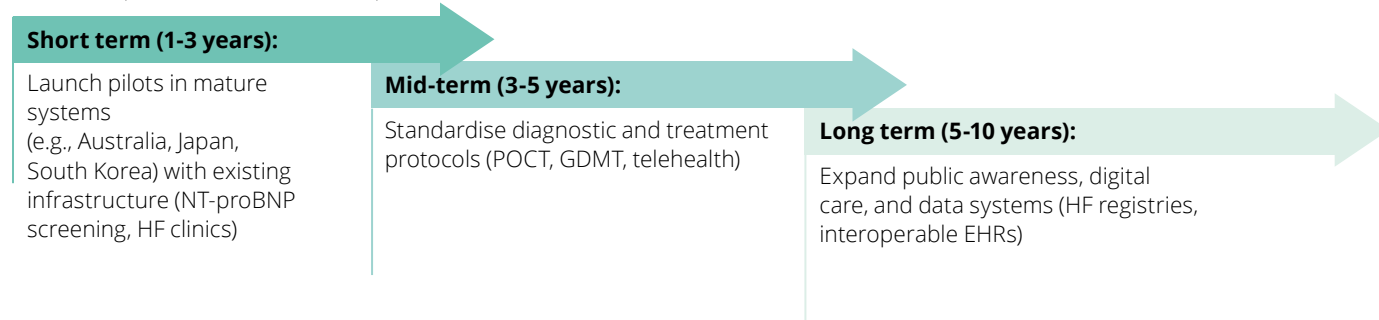 Short term (1-3 years):
Launch pilots in mature
systems
(e.g., Australia, Japan,
South Korea) with existing
infrastructure (NT-proBNP
screening, HF clinics)
Mid-term (3-5 years):
Standardise diagnostic and treatment
protocols (POCT, GDMT, telehealth)
Long term (5-10 years):
Expand public awareness, digital
care, and data systems (HF registries,
interoperable EHRs)